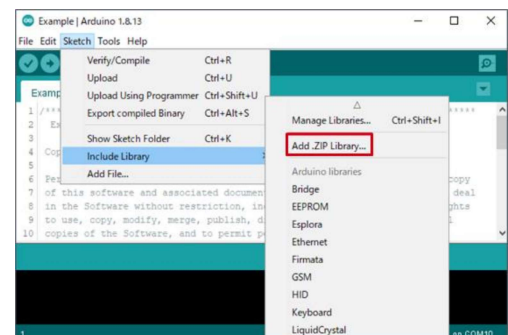 Example | Arduino 1.8.13
File Edit Sketch Tools Help
Verify/Compile Ctrl+R
Upload Ctrl+U
Upload Using Programmer Ctrl+Shift+U
Export compiled Binary Ctrl+Alt+S
Show Sketch Folder Ctrl+K
Include Library
Add File...
Manage Libraries... Ctrl+Shift+I
Add .ZIP Library...
Arduino libraries
Bridge
EEPROM
Esplora
Ethernet
Firmata
GSM
HID
Keyboard
LiquidCrystal
Examp
1 /***
2 Ex
3
4 Cop
5
6 Per copy
7 of this software and associated documen deal
8 in the Software without restriction, in ghts
9 to use, copy, modify, merge, publish, d l
10 copies of the Software, and to permit p
1 on COM10